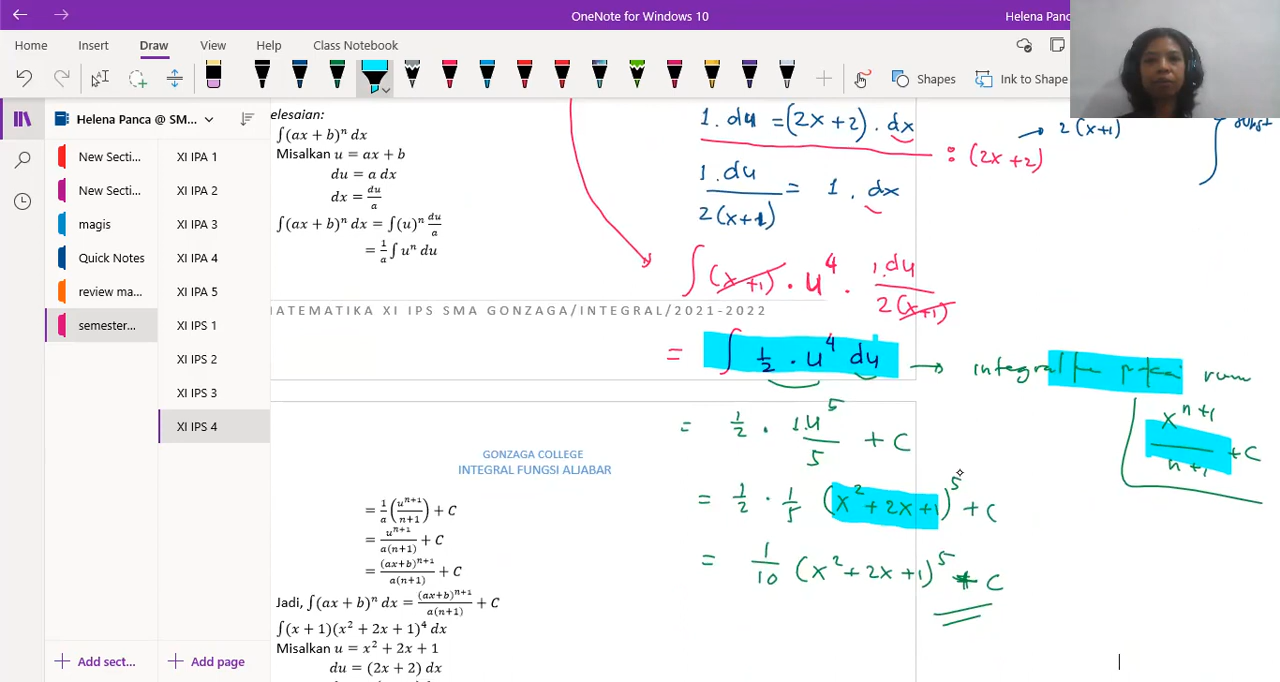 OneNote for Windows 10
Helena Panca
Home Insert Draw View Help Class Notebook
Shapes
Ink to Shape
Helena Panca @ SM...
New Secti...
New Secti...
magis
Quick Notes
review ma...
semester...
XI IPA 1
XI IPA 2
XI IPA 3
XI IPA 4
XI IPA 5
XI IPS 1
XI IPS 2
XI IPS 3
XI IPS 4
Add sect...
Add page
elesaian:
∫(ax + b)ⁿ dx
Misalkan u = ax + b
du = a dx
dx = du/a
∫(ax + b)ⁿ dx = ∫(u)ⁿ du/a
= 1/a ∫ uⁿ du
MATEMATIKA XI IPS SMA GONZAGA/INTEGRAL/2021-2022
GONZAGA COLLEGE
INTEGRAL FUNGSI ALJABAR
= 1/a (uⁿ⁺¹/(n+1)) + C
= uⁿ⁺¹/(a(n+1)) + C
= (ax+b)ⁿ⁺¹/(a(n+1)) + C
Jadi, ∫(ax + b)ⁿ dx = (ax+b)ⁿ⁺¹/(a(n+1)) + C
∫(x + 1)(x² + 2x + 1)⁴ dx
Misalkan u = x² + 2x + 1
du = (2x + 2) dx
1.du = (2x+2).dx
→ 2(x+1)
: (2x+2)
1.du/2(x+1) = 1.dx
∫(x+1) · u⁴ · 1.du/2(x+1)
= ∫ 1/2 · u⁴ du → integral
= 1/2 · 1.u⁵/5 + C
xⁿ⁺¹/n+1 + C
= 1/2 · 1/5 (x²+2x+1)⁵ + C
= 1/10 (x²+2x+1)⁵ + C